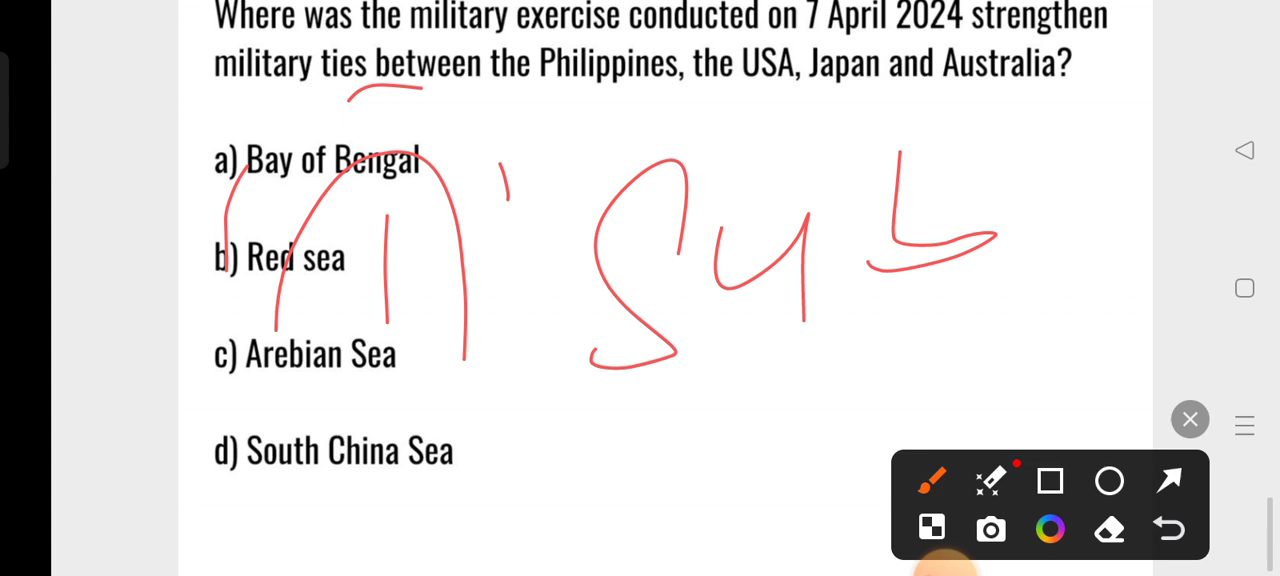 Where was the military exercise conducted on 7 April 2024 strengthen
military ties between the Philippines, the USA, Japan and Australia?
a) Bay of Bengal
b) Red sea
c) Arebian Sea
d) South China Sea